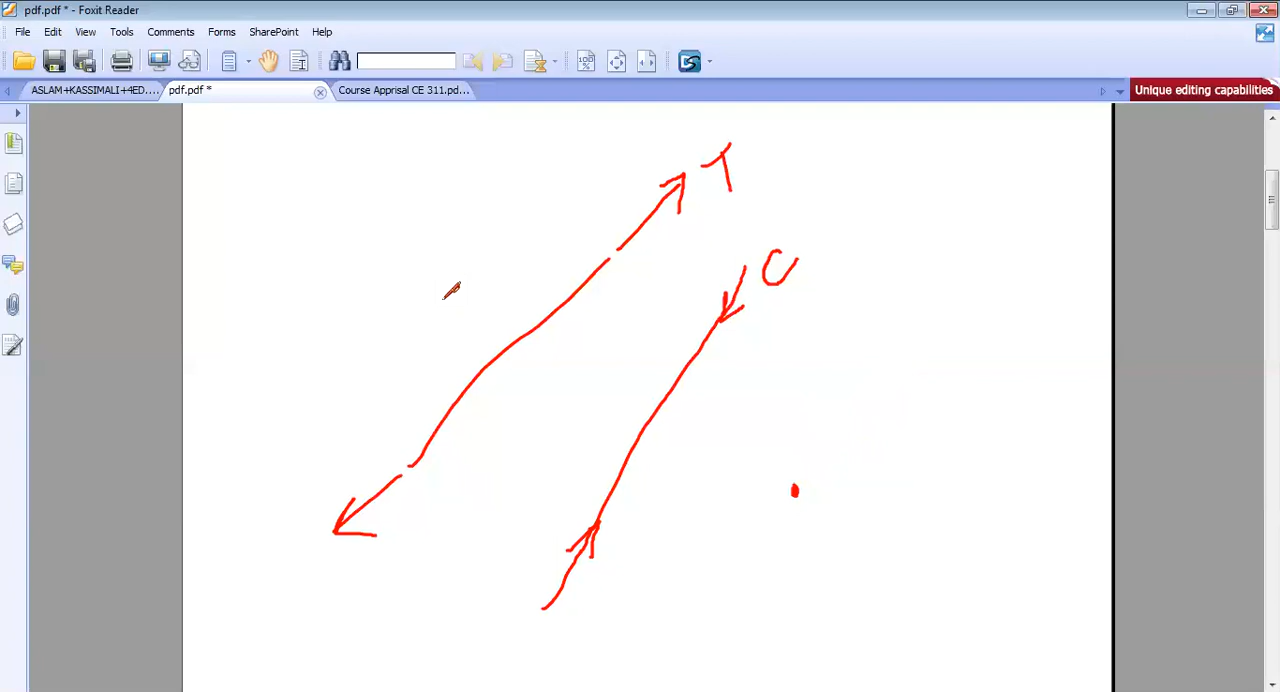 pdf.pdf * - Foxit Reader
File Edit View Tools Comments Forms SharePoint Help
ASLAM+KASSIMALI++4ED.... pdf.pdf * Course Apprisal CE 311.pd... Unique editing capabilities
T
C